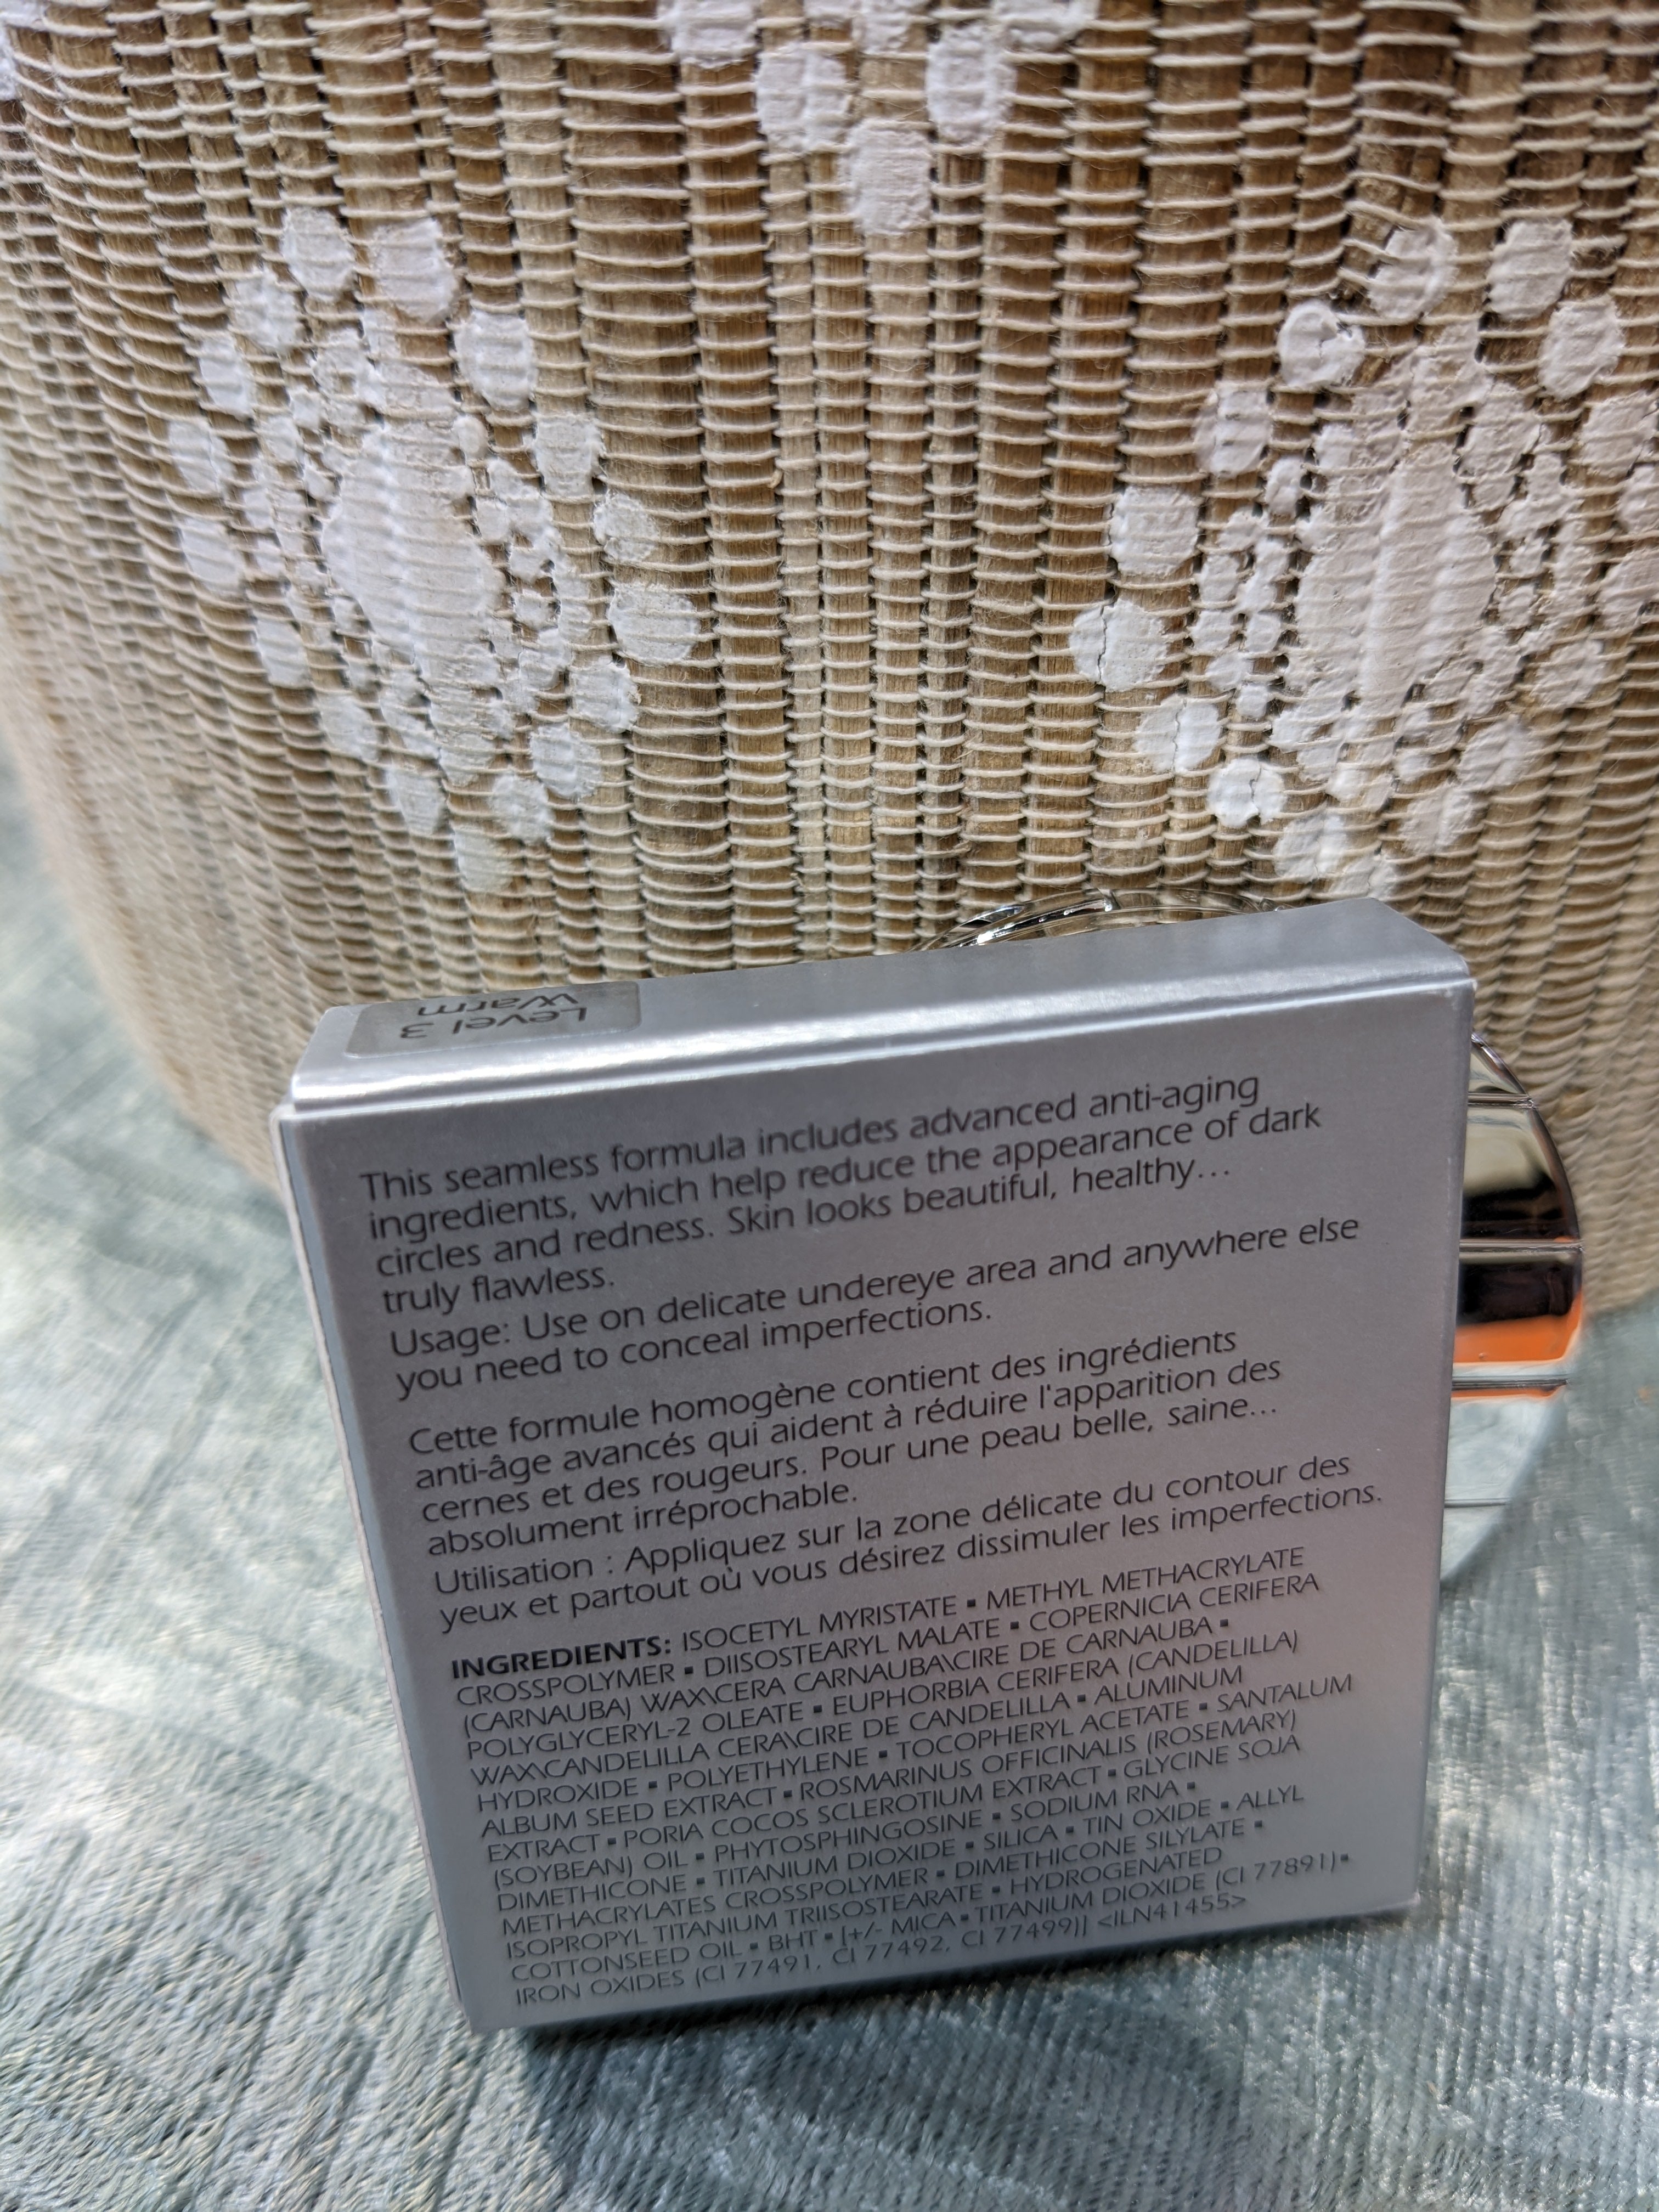 Level 3
Warm
This seamless formula includes advanced anti-aging
ingredients, which help reduce the appearance of dark
circles and redness. Skin looks beautiful, healthy...
truly flawless.
Usage: Use on delicate undereye area and anywhere else
you need to conceal imperfections.
Cette formule homogène contient des ingrédients
anti-âge avancés qui aident à réduire l'apparition des
cernes et des rougeurs. Pour une peau belle, saine...
absolument irréprochable.
Utilisation : Appliquez sur la zone délicate du contour des
yeux et partout où vous désirez dissimuler les imperfections.
INGREDIENTS: ISOCETYL MYRISTATE ▪ METHYL METHACRYLATE
CROSSPOLYMER ▪ DIISOSTEARYL MALATE ▪ COPERNICIA CERIFERA
(CARNAUBA) WAX\CERA CARNAUBA\CIRE DE CARNAUBA ▪
POLYGLYCERYL-2 OLEATE ▪ EUPHORBIA CERIFERA (CANDELILLA)
WAX\CANDELILLA CERA\CIRE DE CANDELILLA ▪ ALUMINUM
HYDROXIDE ▪ POLYETHYLENE ▪ TOCOPHERYL ACETATE ▪ SANTALUM
ALBUM SEED EXTRACT ▪ ROSMARINUS OFFICINALIS (ROSEMARY)
EXTRACT ▪ PORIA COCOS SCLEROTIUM EXTRACT ▪ GLYCINE SOJA
(SOYBEAN) OIL ▪ PHYTOSPHINGOSINE ▪ SODIUM RNA ▪
DIMETHICONE ▪ TITANIUM DIOXIDE ▪ SILICA ▪ TIN OXIDE ▪ ALLYL
METHACRYLATES CROSSPOLYMER ▪ DIMETHICONE SILYLATE ▪
ISOPROPYL TITANIUM TRIISOSTEARATE ▪ HYDROGENATED
COTTONSEED OIL ▪ BHT ▪ [+/- MICA ▪ TITANIUM DIOXIDE (CI 77891) ▪
IRON OXIDES (CI 77491, CI 77492, CI 77499)] <ILN41455>